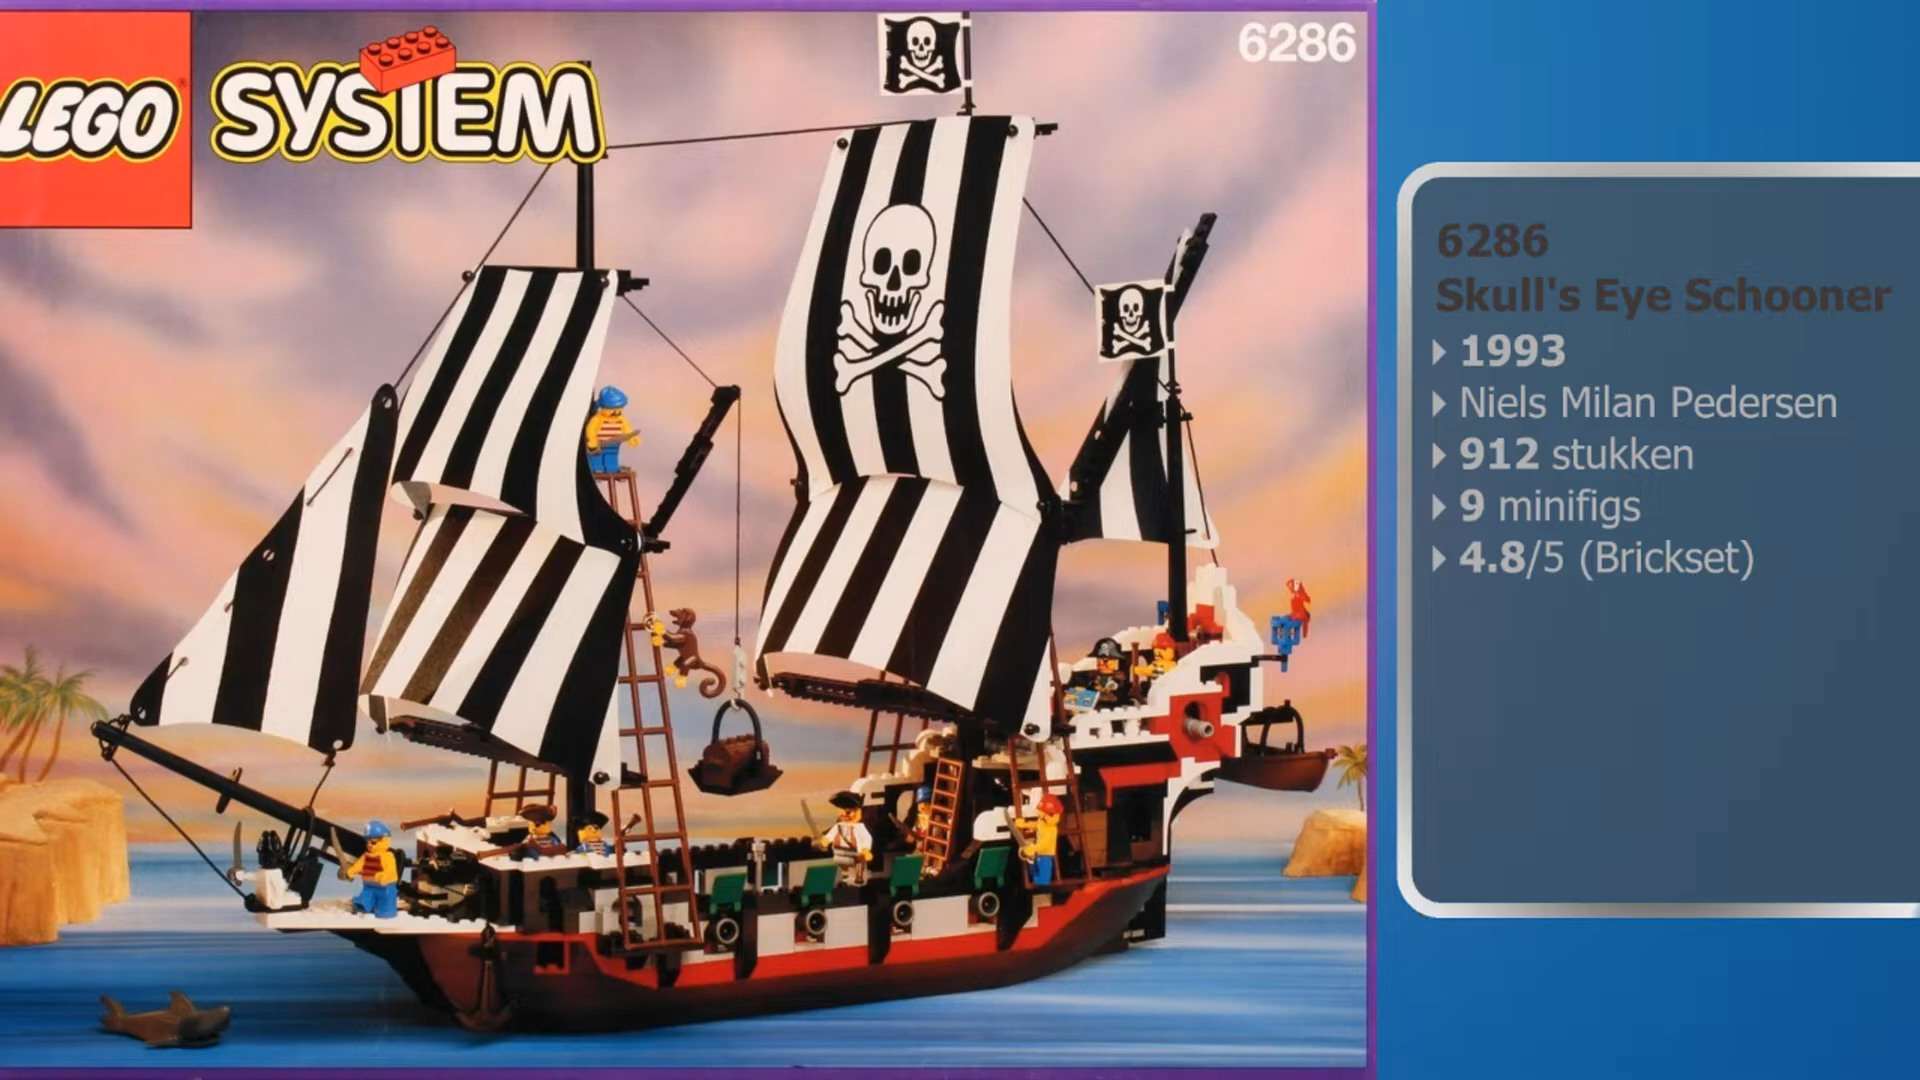 LEGO
SYSTEM
6286
6286
Skull's Eye Schooner
1993
Niels Milan Pedersen
912 stukken
9 minifigs
4.8/5 (Brickset)